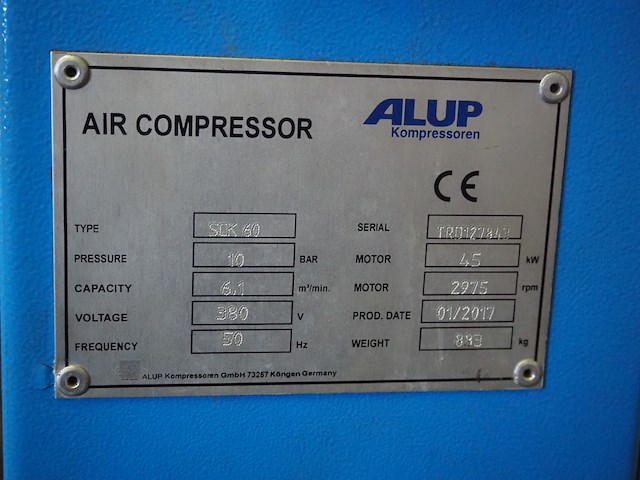 AIR COMPRESSOR
ALUP
Kompressoren
CE
TYPE SCK 60
PRESSURE 10 BAR
CAPACITY 6,1 m³/min.
VOLTAGE 380 V
FREQUENCY 50 Hz
SERIAL
MOTOR 45 kW
MOTOR 2975 rpm
PROD. DATE 01/2017
WEIGHT kg
ALUP Kompressoren GmbH 73257 Köngen Germany